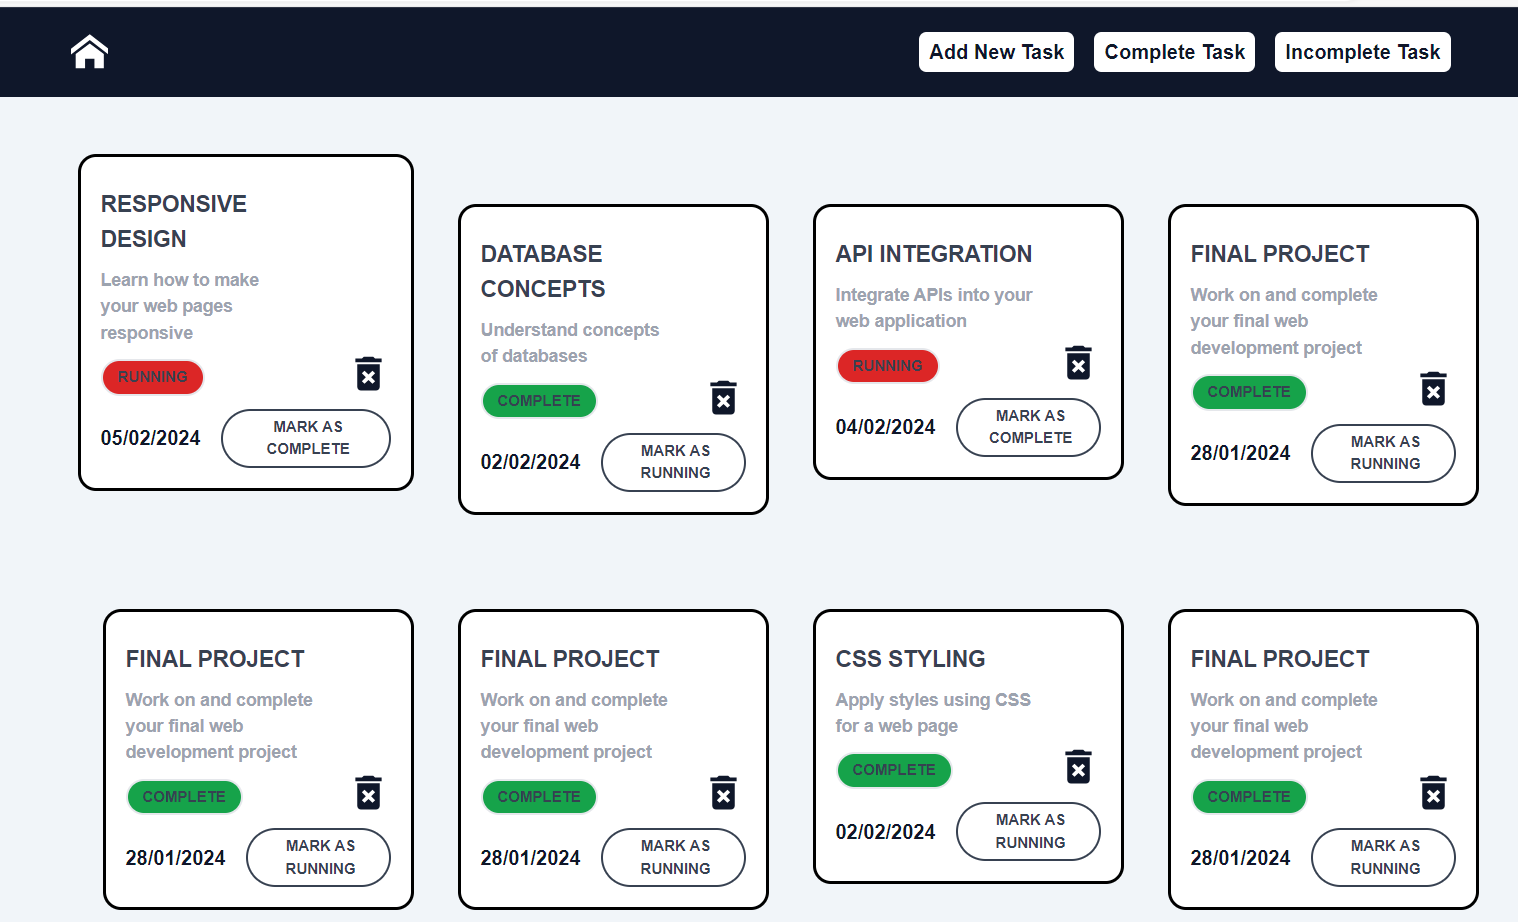 Add New Task
Complete Task
Incomplete Task
RESPONSIVE
DESIGN
Learn how to make
your web pages
responsive
RUNNING
05/02/2024
MARK AS
COMPLETE
DATABASE
CONCEPTS
Understand concepts
of databases
COMPLETE
02/02/2024
MARK AS
RUNNING
API INTEGRATION
Integrate APIs into your
web application
RUNNING
04/02/2024
MARK AS
COMPLETE
FINAL PROJECT
Work on and complete
your final web
development project
COMPLETE
28/01/2024
MARK AS
RUNNING
FINAL PROJECT
Work on and complete
your final web
development project
COMPLETE
28/01/2024
MARK AS
RUNNING
FINAL PROJECT
Work on and complete
your final web
development project
COMPLETE
28/01/2024
MARK AS
RUNNING
CSS STYLING
Apply styles using CSS
for a web page
COMPLETE
02/02/2024
MARK AS
RUNNING
FINAL PROJECT
Work on and complete
your final web
development project
COMPLETE
28/01/2024
MARK AS
RUNNING